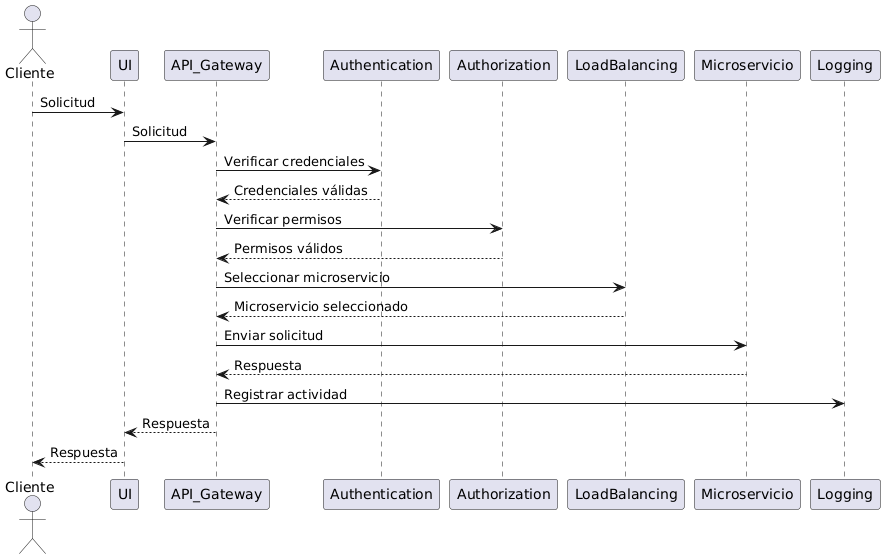 Cliente
UI
API_Gateway
Authentication
Authorization
LoadBalancing
Microservicio
Logging
Solicitud
Solicitud
Verificar credenciales
Credenciales válidas
Verificar permisos
Permisos válidos
Seleccionar microservicio
Microservicio seleccionado
Enviar solicitud
Respuesta
Registrar actividad
Respuesta
Respuesta
Cliente
UI
API_Gateway
Authentication
Authorization
LoadBalancing
Microservicio
Logging